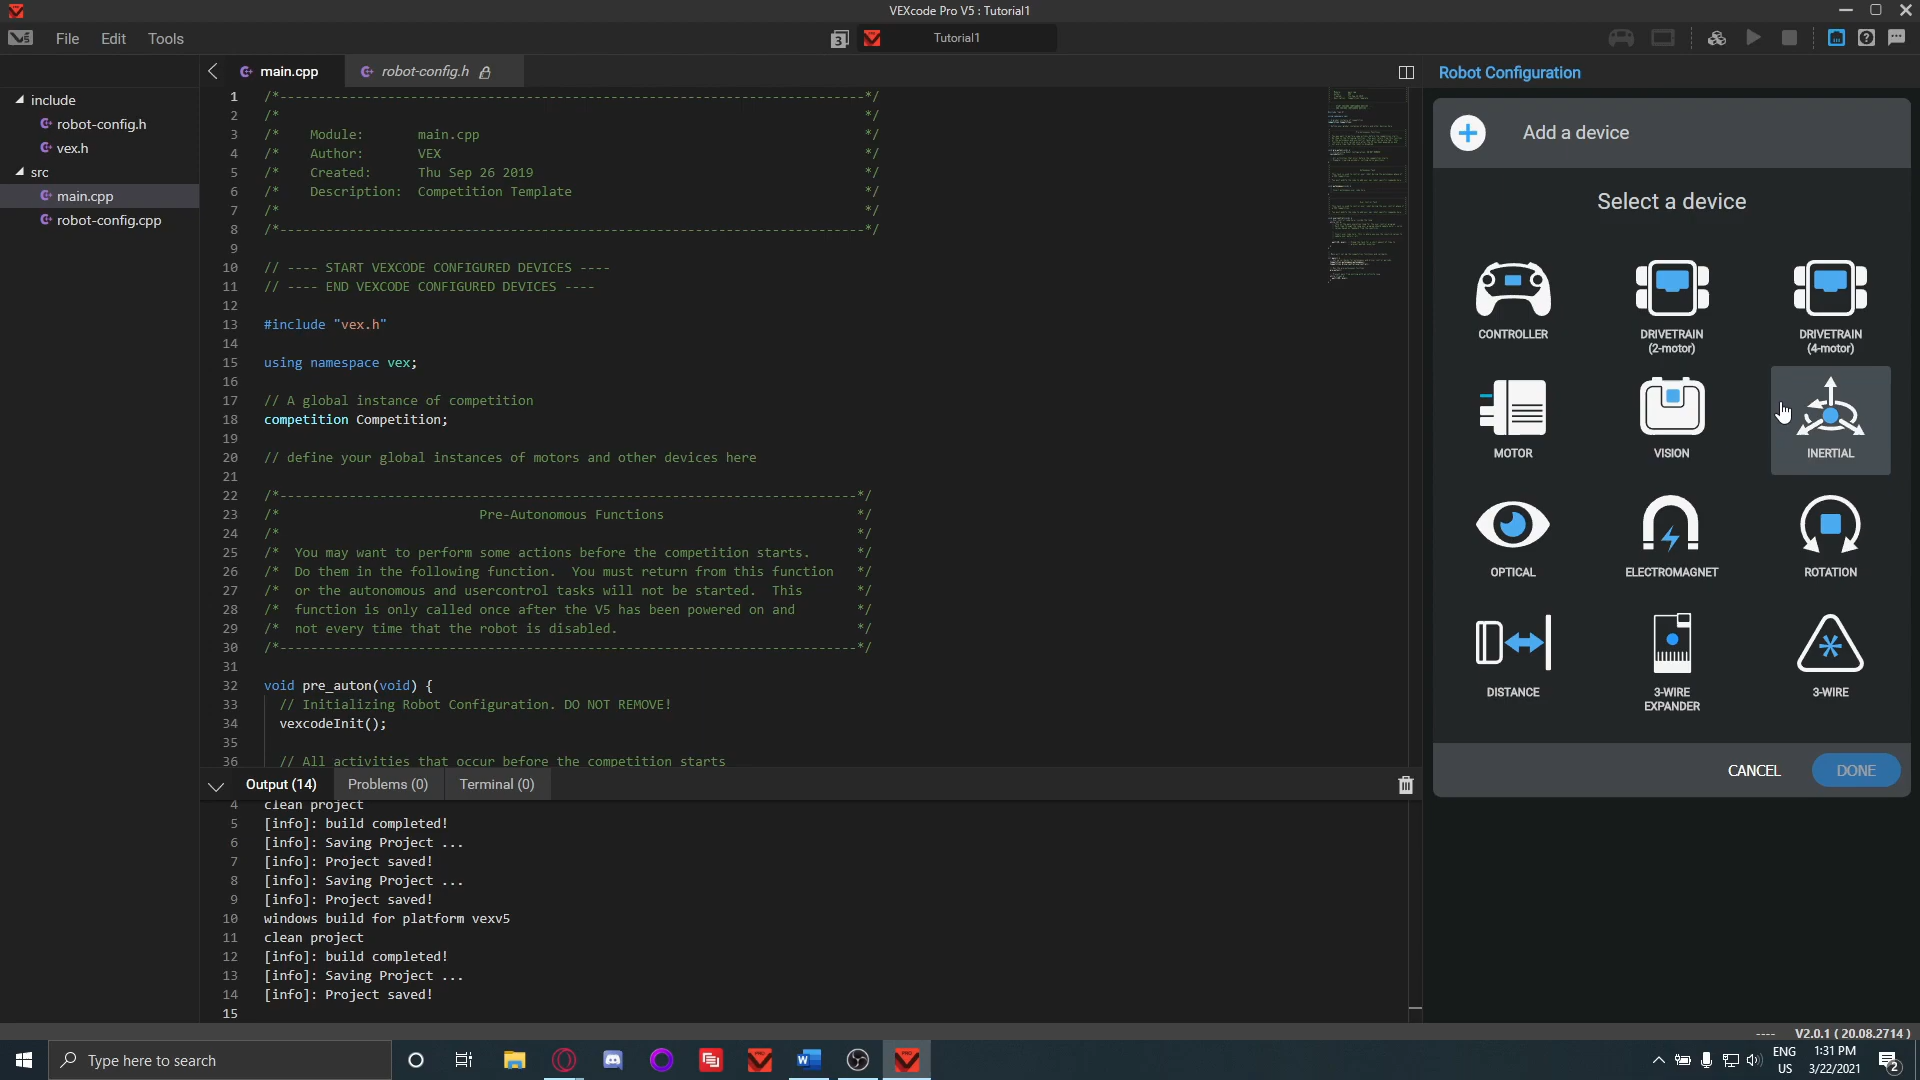 VEXcode Pro V5 : Tutorial1
File Edit Tools
3 Tutorial1
main.cpp
robot-config.h
Robot Configuration
include
robot-config.h
vex.h
src
main.cpp
robot-config.cpp
1 /*---------------------------------------------------------------------------*/
2 /* */
3 /* Module: main.cpp */
4 /* Author: VEX */
5 /* Created: Thu Sep 26 2019 */
6 /* Description: Competition Template */
7 /* */
8 /*---------------------------------------------------------------------------*/
9
10 // ---- START VEXCODE CONFIGURED DEVICES ----
11 // ---- END VEXCODE CONFIGURED DEVICES ----
12
13 #include "vex.h"
14
15 using namespace vex;
16
17 // A global instance of competition
18 competition Competition;
19
20 // define your global instances of motors and other devices here
21
22 /*---------------------------------------------------------------------------*/
23 /* Pre-Autonomous Functions */
24 /* */
25 /* You may want to perform some actions before the competition starts. */
26 /* Do them in the following function. You must return from this function */
27 /* or the autonomous and usercontrol tasks will not be started. This */
28 /* function is only called once after the V5 has been powered on and */
29 /* not every time that the robot is disabled. */
30 /*---------------------------------------------------------------------------*/
31
32 void pre_auton(void) {
33 // Initializing Robot Configuration. DO NOT REMOVE!
34 vexcodeInit();
35
36 // All activities that occur before the competition starts
Add a device
Select a device
CONTROLLER
DRIVETRAIN
(2-motor)
DRIVETRAIN
(4-motor)
MOTOR
VISION
INERTIAL
OPTICAL
ELECTROMAGNET
ROTATION
DISTANCE
3-WIRE
EXPANDER
3-WIRE
CANCEL
DONE
Output (14) Problems (0) Terminal (0)
4 clean project
5 [info]: build completed!
6 [info]: Saving Project ...
7 [info]: Project saved!
8 [info]: Saving Project ...
9 [info]: Project saved!
10 windows build for platform vexv5
11 clean project
12 [info]: build completed!
13 [info]: Saving Project ...
14 [info]: Project saved!
15
---- V2.0.1 ( 20.08.2714 )
Type here to search
ENG
US
1:31 PM
3/22/2021
2